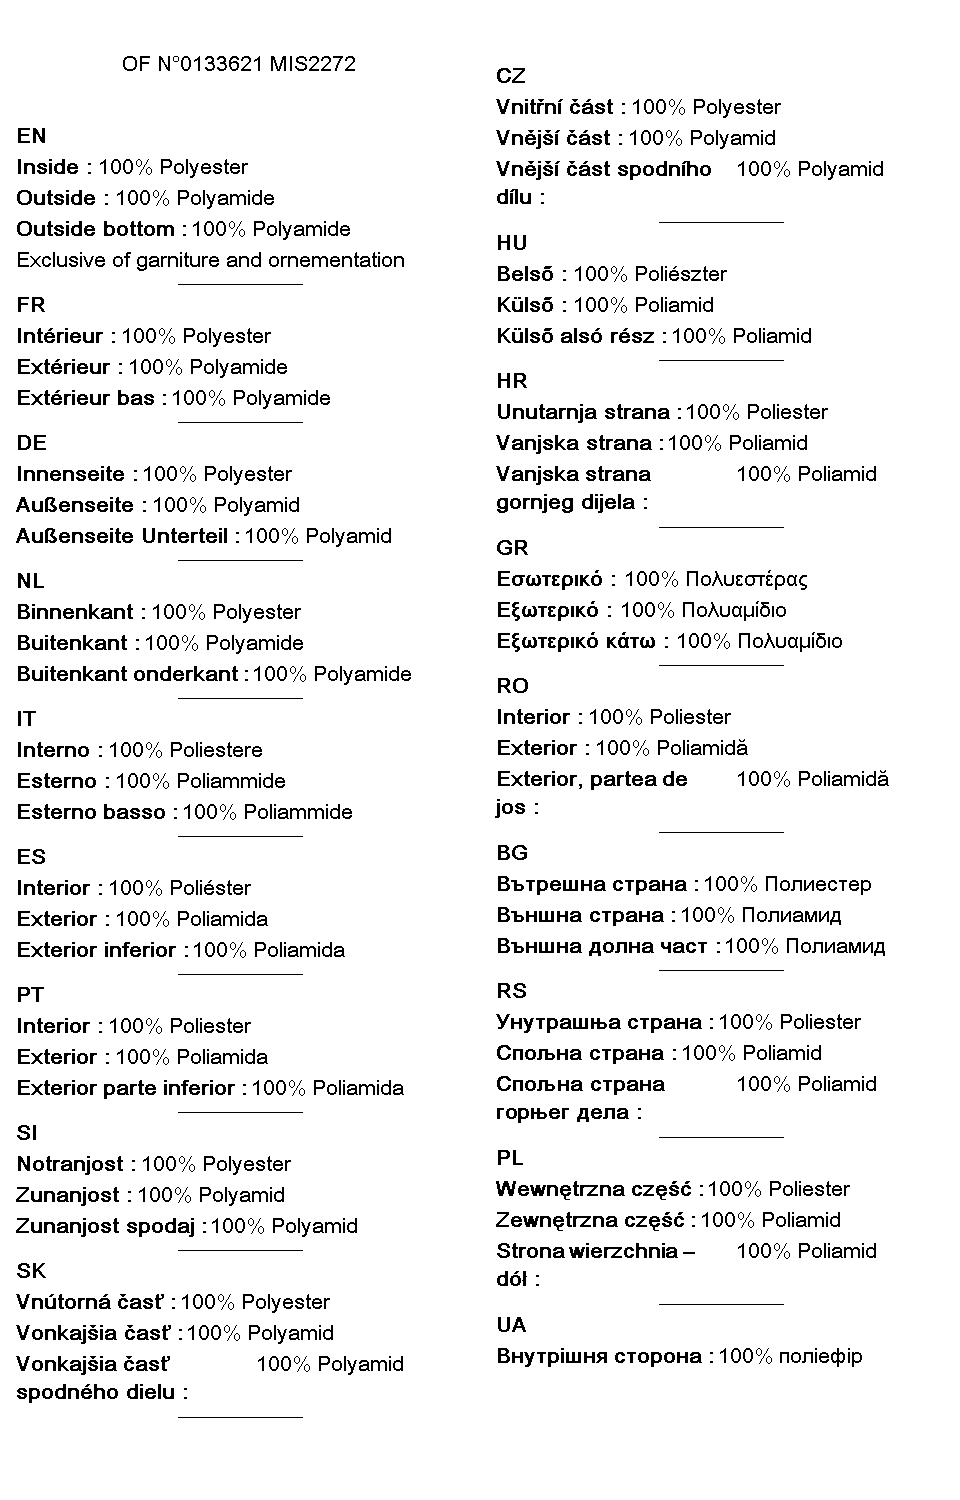 OF N°0133621 MIS2272
EN
Inside : 100% Polyester
Outside : 100% Polyamide
Outside bottom : 100% Polyamide
Exclusive of garniture and ornementation
FR
Intérieur : 100% Polyester
Extérieur : 100% Polyamide
Extérieur bas : 100% Polyamide
DE
Innenseite : 100% Polyester
Außenseite : 100% Polyamid
Außenseite Unterteil : 100% Polyamid
NL
Binnenkant : 100% Polyester
Buitenkant : 100% Polyamide
Buitenkant onderkant : 100% Polyamide
IT
Interno : 100% Poliestere
Esterno : 100% Poliammide
Esterno basso : 100% Poliammide
ES
Interior : 100% Poliéster
Exterior : 100% Poliamida
Exterior inferior : 100% Poliamida
PT
Interior : 100% Poliester
Exterior : 100% Poliamida
Exterior parte inferior : 100% Poliamida
SI
Notranjost : 100% Polyester
Zunanjost : 100% Polyamid
Zunanjost spodaj : 100% Polyamid
SK
Vnútorná časť : 100% Polyester
Vonkajšia časť : 100% Polyamid
Vonkajšia časť 100% Polyamid
spodného dielu :
CZ
Vnitřní část : 100% Polyester
Vnější část : 100% Polyamid
Vnější část spodního 100% Polyamid
dílu :
HU
Belső : 100% Poliészter
Külső : 100% Poliamid
Külső alsó rész : 100% Poliamid
HR
Unutarnja strana : 100% Poliester
Vanjska strana : 100% Poliamid
Vanjska strana 100% Poliamid
gornjeg dijela :
GR
Εσωτερικό : 100% Πολυεστέρας
Εξωτερικό : 100% Πολυαμίδιο
Εξωτερικό κάτω : 100% Πολυαμίδιο
RO
Interior : 100% Poliester
Exterior : 100% Poliamidă
Exterior, partea de 100% Poliamidă
jos :
BG
Вътрешна страна : 100% Полиестер
Външна страна : 100% Полиамид
Външна долна част : 100% Полиамид
RS
Унутрашња страна : 100% Poliester
Спољна страна : 100% Poliamid
Спољна страна 100% Poliamid
горњег дела :
PL
Wewnętrzna część : 100% Poliester
Zewnętrzna część : 100% Poliamid
Strona wierzchnia – 100% Poliamid
dół :
UA
Внутрішня сторона : 100% поліефір